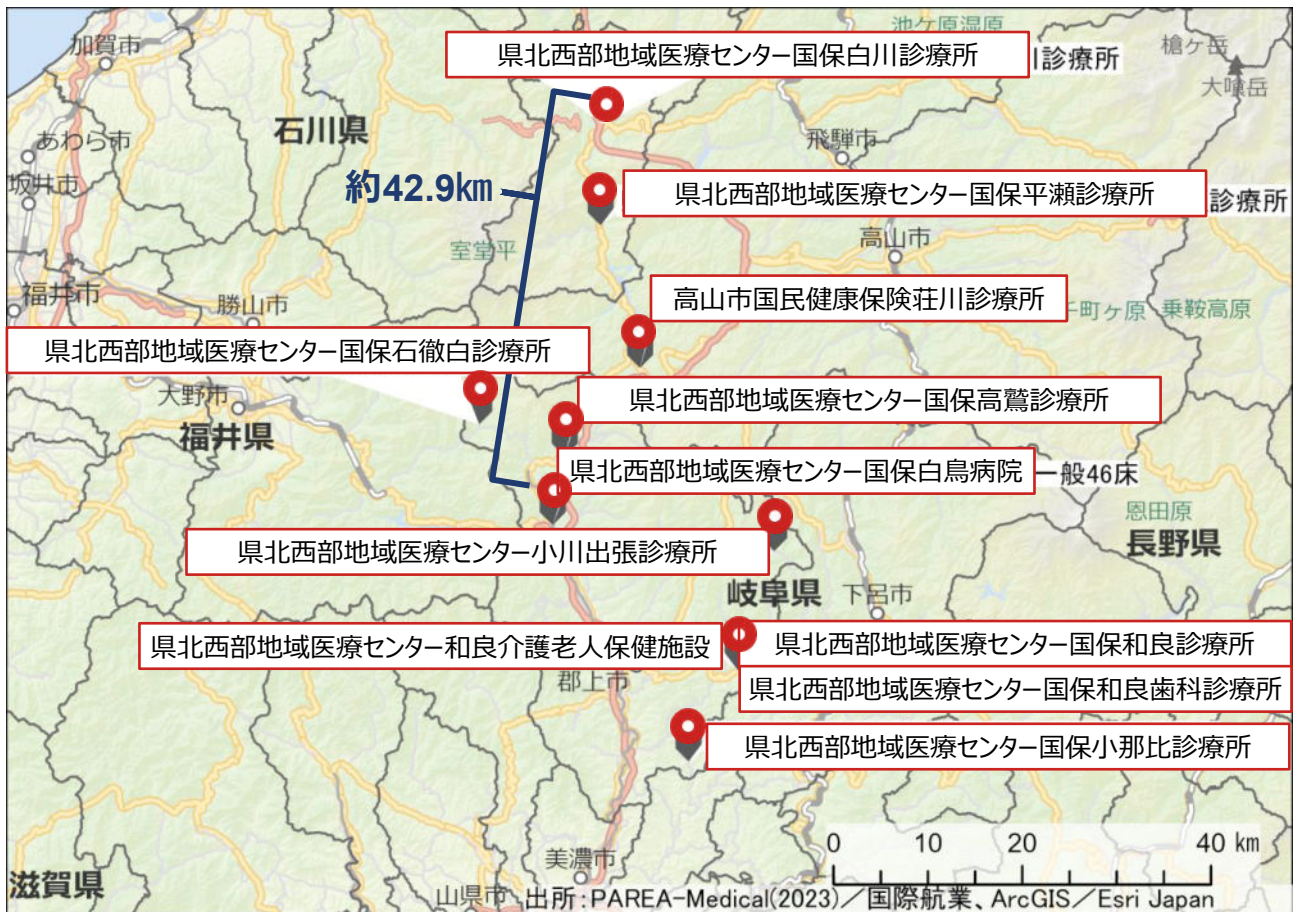 池ケ原湿原
加賀市
県北西部地域医療センター国保白川診療所
診療所
槍ヶ岳
大喰岳
石川県
あわら市
飛騨市
坂井市
約42.9㎞
県北西部地域医療センター国保平瀬診療所
診療所
室堂平
高山市
福井市
勝山市
高山市国民健康保険荘川診療所
千町ヶ原
乗鞍高原
県北西部地域医療センター国保石徹白診療所
大野市
県北西部地域医療センター国保高鷲診療所
福井県
県北西部地域医療センター国保白鳥病院
一般46床
恩田原
県北西部地域医療センター小川出張診療所
長野県
岐阜県
下呂市
県北西部地域医療センター和良介護老人保健施設
県北西部地域医療センター国保和良診療所
郡上市
県北西部地域医療センター国保和良歯科診療所
県北西部地域医療センター国保小那比診療所
0 10 20 40 km
美濃市
滋賀県
山県市
出所:PAREA-Medical(2023)/国際航業、ArcGIS/Esri Japan